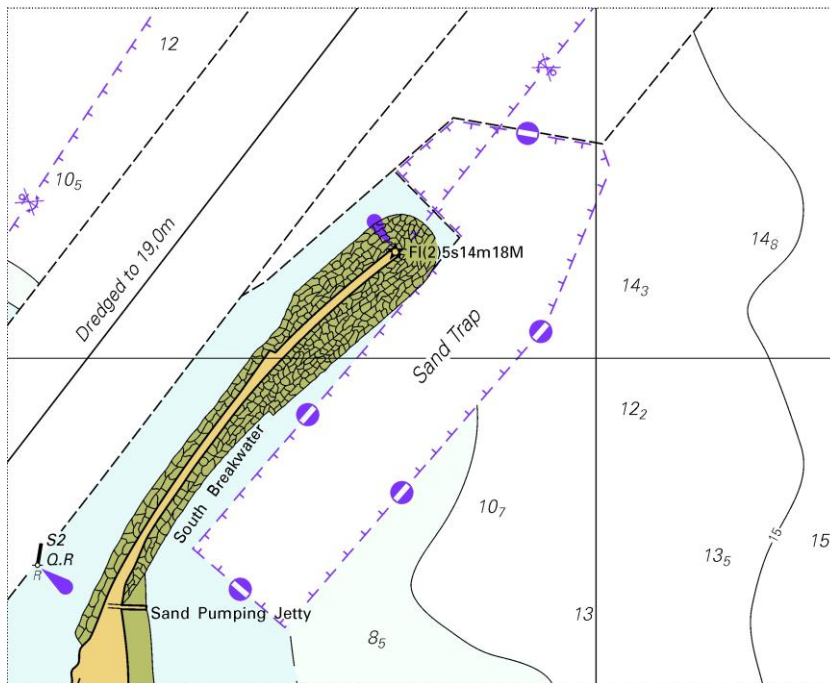 12
10₅
Dredged to 19,0m
Fl(2)5s14m18M
14₈
14₃
Sand Trap
12₂
South Breakwater
10₇
S2
Q.R
R
15
15
13₅
Sand Pumping Jetty
13
8₅